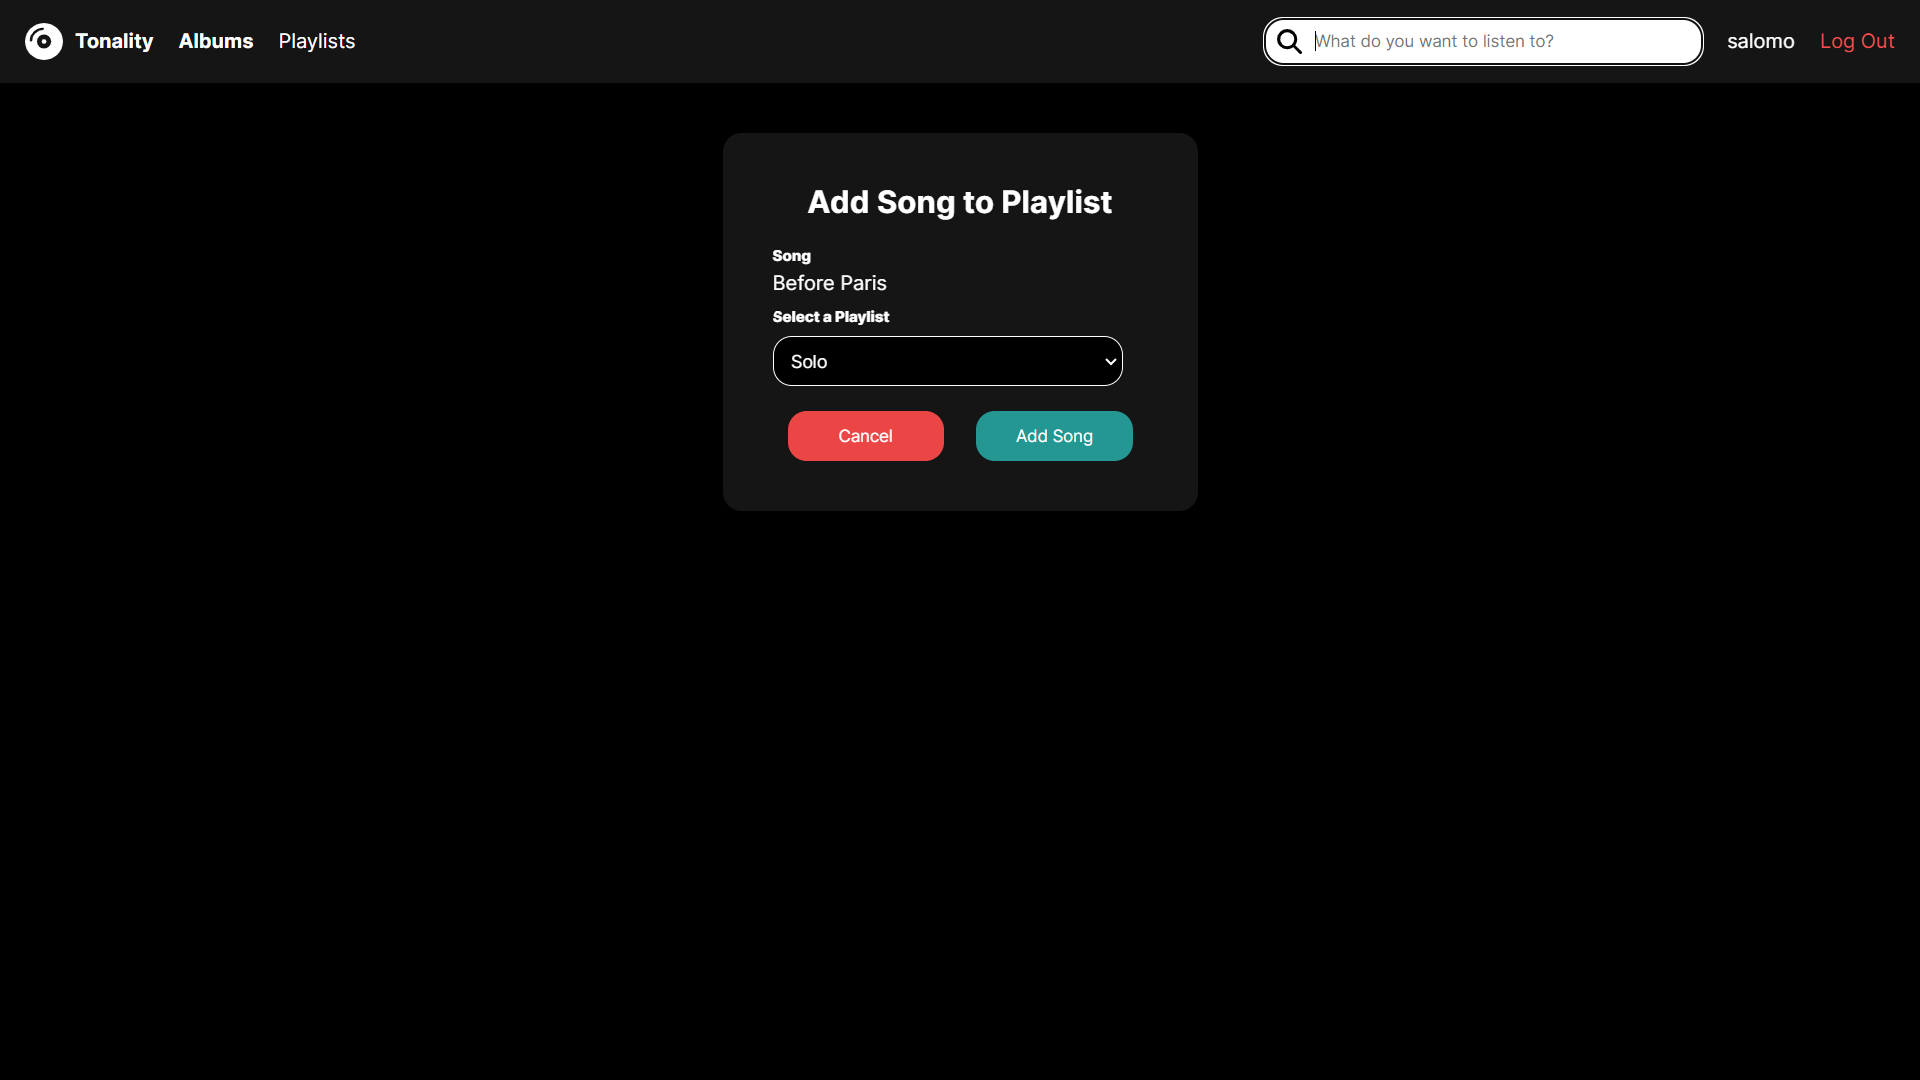 Tonality Albums Playlists What do you want to listen to? salomo Log Out
Add Song to Playlist
Song
Before Paris
Select a Playlist
Solo
Cancel Add Song